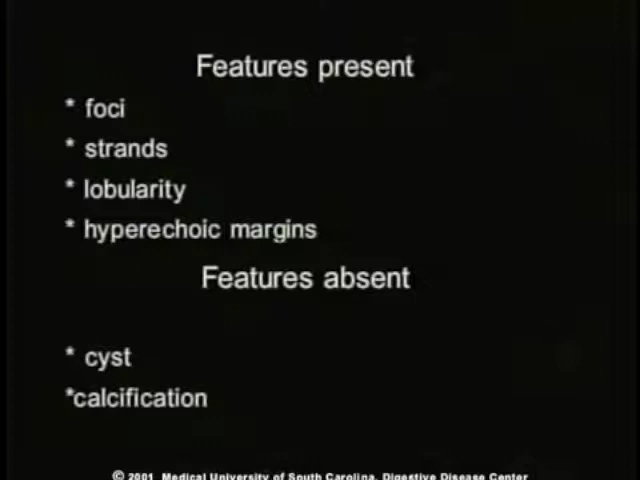 Features present
* foci
* strands
* lobularity
* hyperechoic margins
Features absent
* cyst
*calcification
© 2001 Medical University of South Carolina, Digestive Disease Center